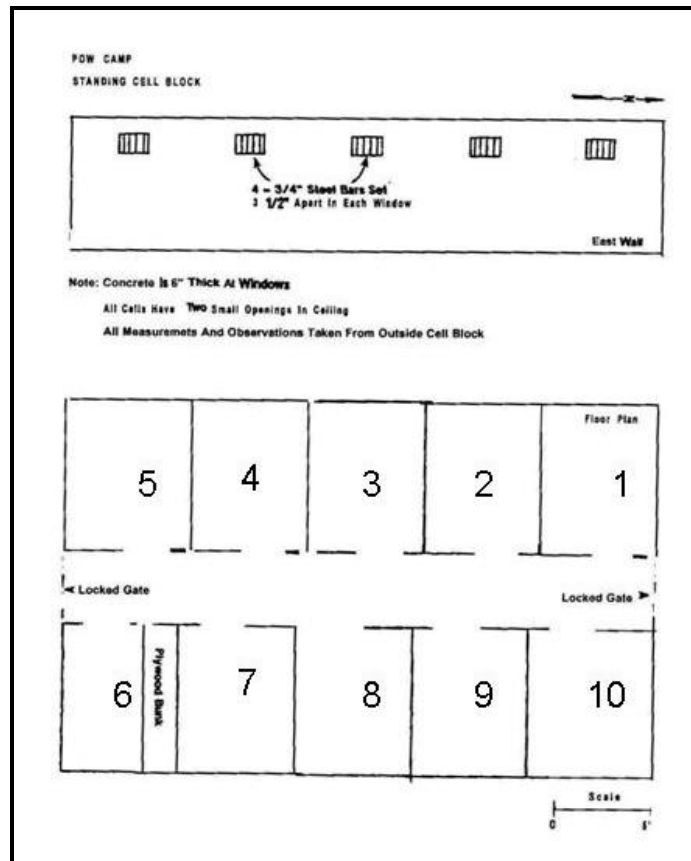 POW CAMP
STANDING CELL BLOCK
N
4 - 3/4" Steel Bars Set
3 1/2" Apart In Each Window
East Wall
Note: Concrete Is 6" Thick At Windows
All Cells Have Two Small Openings In Ceiling
All Measuremets And Observations Taken From Outside Cell Block
Floor Plan
5 4 3 2 1
Locked Gate
Locked Gate
6 Plywood Bunk 7 8 9 10
Scale
0 5'